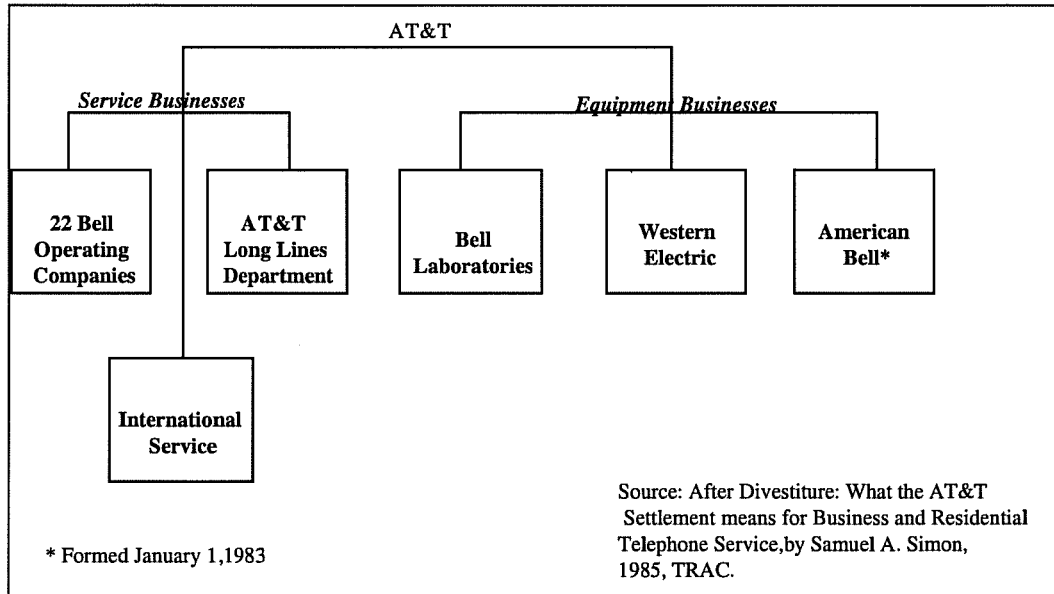 AT&T
Service Businesses
Equipment Businesses
22 Bell
Operating
Companies
AT&T
Long Lines
Department
Bell
Laboratories
Western
Electric
American
Bell*
International
Service
* Formed January 1,1983
Source: After Divestiture: What the AT&T
Settlement means for Business and Residential
Telephone Service,by Samuel A. Simon,
1985, TRAC.